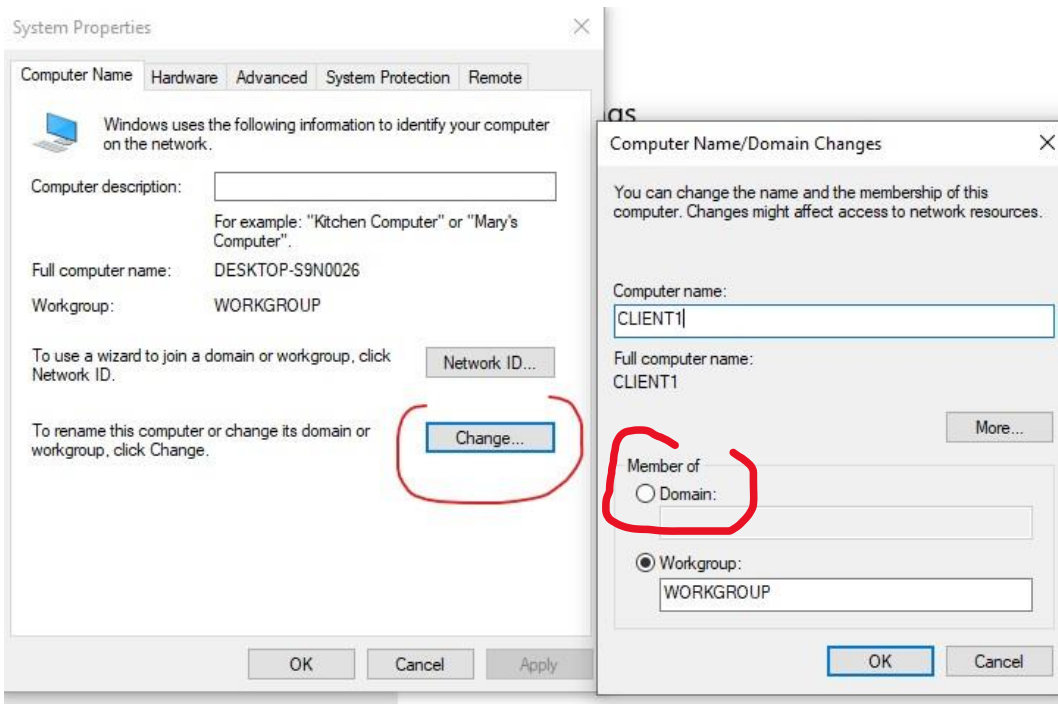 System Properties
Computer Name Hardware Advanced System Protection Remote
Windows uses the following information to identify your computer
on the network.
Computer description:
For example: "Kitchen Computer" or "Mary's
Computer".
Full computer name: DESKTOP-S9N0026
Workgroup: WORKGROUP
To use a wizard to join a domain or workgroup, click
Network ID.
Network ID...
To rename this computer or change its domain or
workgroup, click Change.
Change...
OK Cancel Apply
Computer Name/Domain Changes
You can change the name and the membership of this
computer. Changes might affect access to network resources.
Computer name:
CLIENT1
Full computer name:
CLIENT1
More...
Member of
Domain:
Workgroup:
WORKGROUP
OK Cancel